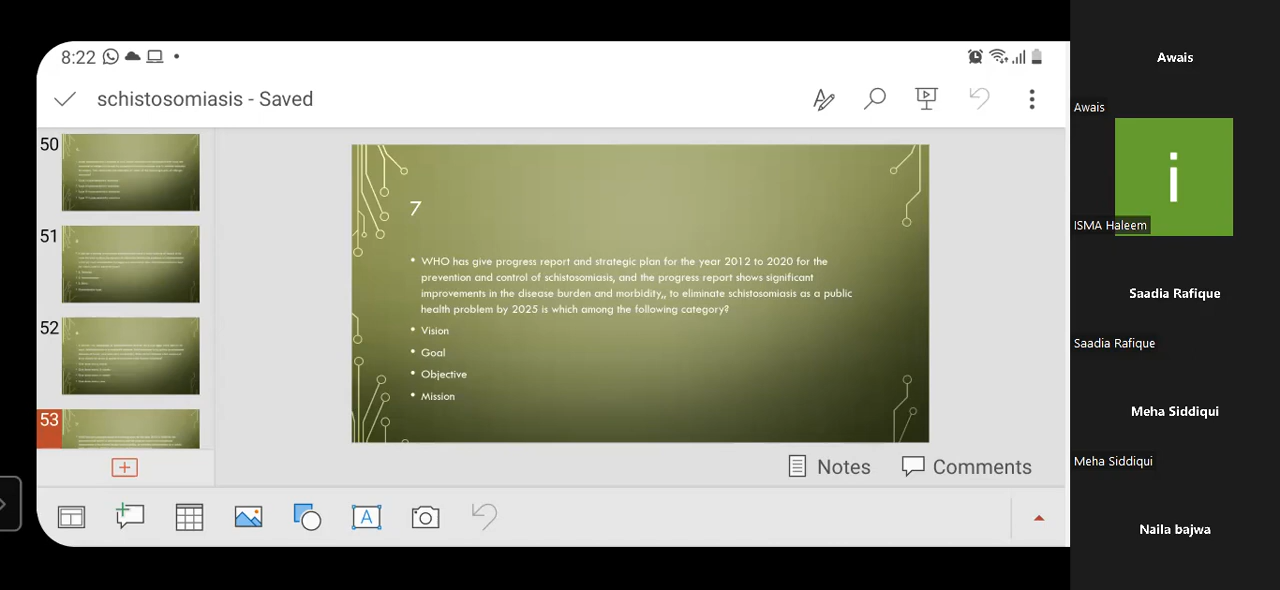 8:22
schistosomiasis - Saved
50
51
52
53
7
• WHO has give progress report and strategic plan for the year 2012 to 2020 for the
prevention and control of schistosomiasis, and the progress report shows significant
improvements in the disease burden and morbidity,, to eliminate schistosomiasis as a public
health problem by 2025 is which among the following category?
• Vision
• Goal
• Objective
• Mission
Notes
Comments
A
Awais
Awais
i
ISMA Haleem
Saadia Rafique
Saadia Rafique
Meha Siddiqui
Meha Siddiqui
Naila bajwa